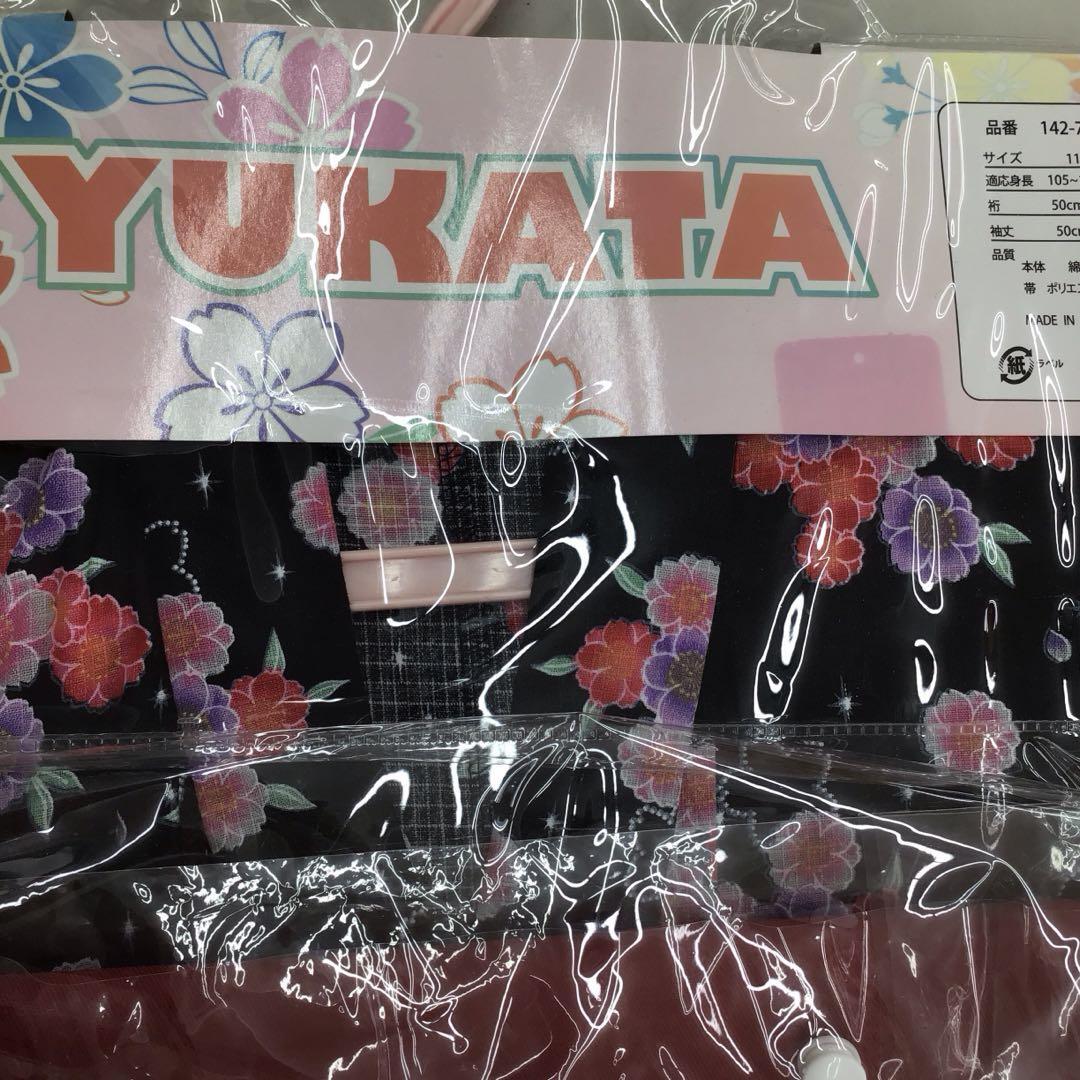 YUKATA
品番 142-7
サイズ 11
適応身長 105~
裄 50cm
袖丈 50cm
品質
本体 綿
帯 ポリエ
MADE IN
紙 ラベル